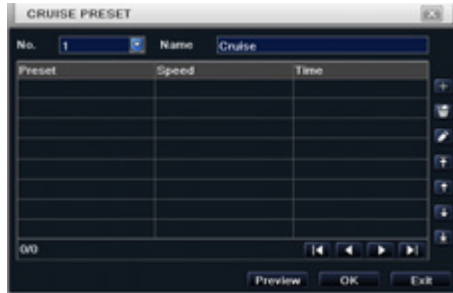 CRUISE PRESET
No. 1 Name Cruise
Preset Speed Time
0/0
Preview OK Exit